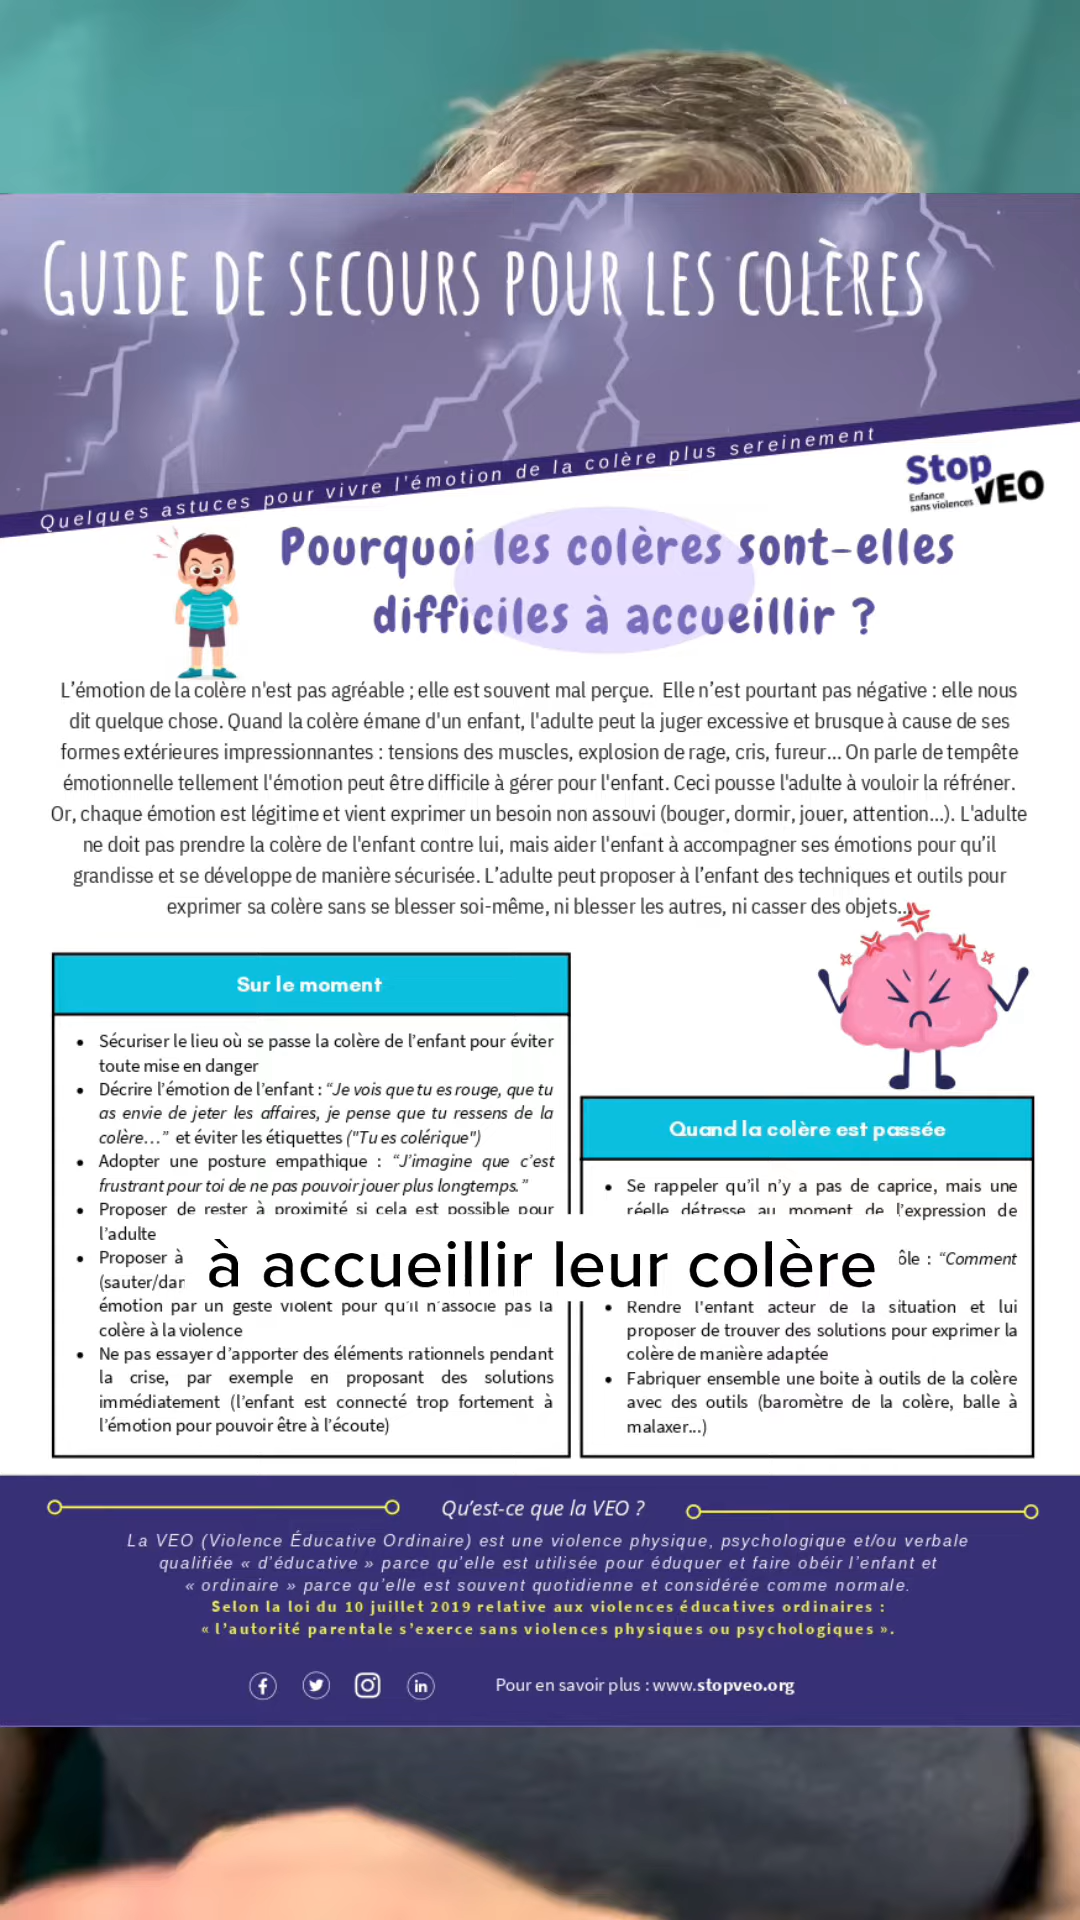 GUIDE DE SECOURS POUR LES COLÈRES
Quelques astuces pour vivre l'émotion de la colère plus sereinement
Stop
VEO
Enfance
sans violences
Pourquoi les colères sont-elles
difficiles à accueillir ?
L’émotion de la colère n'est pas agréable ; elle est souvent mal perçue. Elle n’est pourtant pas négative : elle nous
dit quelque chose. Quand la colère émane d'un enfant, l'adulte peut la juger excessive et brusque à cause de ses
formes extérieures impressionnantes : tensions des muscles, explosion de rage, cris, fureur... On parle de tempête
émotionnelle tellement l'émotion peut être difficile à gérer pour l'enfant. Ceci pousse l'adulte à vouloir la réfréner.
Or, chaque émotion est légitime et vient exprimer un besoin non assouvi (bouger, dormir, jouer, attention...). L'adulte
ne doit pas prendre la colère de l'enfant contre lui, mais aider l'enfant à accompagner ses émotions pour qu’il
grandisse et se développe de manière sécurisée. L’adulte peut proposer à l’enfant des techniques et outils pour
exprimer sa colère sans se blesser soi-même, ni blesser les autres, ni casser des objets...
Sur le moment
• Sécuriser le lieu où se passe la colère de l’enfant pour éviter
toute mise en danger
• Décrire l’émotion de l’enfant : “Je vois que tu es rouge, que tu
as envie de jeter les affaires, je pense que tu ressens de la
colère…” et éviter les étiquettes ("Tu es colérique")
• Adopter une posture empathique : “J’imagine que c’est
frustrant pour toi de ne pas pouvoir jouer plus longtemps.”
• Proposer de rester à proximité si cela est possible pour
l’adulte
• Proposer à
(sauter/dan
émotion par un geste violent pour qu’il n’associe pas la
colère à la violence
• Ne pas essayer d’apporter des éléments rationnels pendant
la crise, par exemple en proposant des solutions
immédiatement (l’enfant est connecté trop fortement à
l’émotion pour pouvoir être à l’écoute)
Quand la colère est passée
• Se rappeler qu’il n’y a pas de caprice, mais une
réelle détresse au moment de l’expression de
ôle : “Comment
• Rendre l'enfant acteur de la situation et lui
proposer de trouver des solutions pour exprimer la
colère de manière adaptée
• Fabriquer ensemble une boite à outils de la colère
avec des outils (baromètre de la colère, balle à
malaxer...)
à accueillir leur colère
Qu’est-ce que la VEO ?
La VEO (Violence Éducative Ordinaire) est une violence physique, psychologique et/ou verbale
qualifiée « d’éducative » parce qu’elle est utilisée pour éduquer et faire obéir l’enfant et
« ordinaire » parce qu’elle est souvent quotidienne et considérée comme normale.
Selon la loi du 10 juillet 2019 relative aux violences éducatives ordinaires :
« l’autorité parentale s’exerce sans violences physiques ou psychologiques ».
Pour en savoir plus : www.stopveo.org